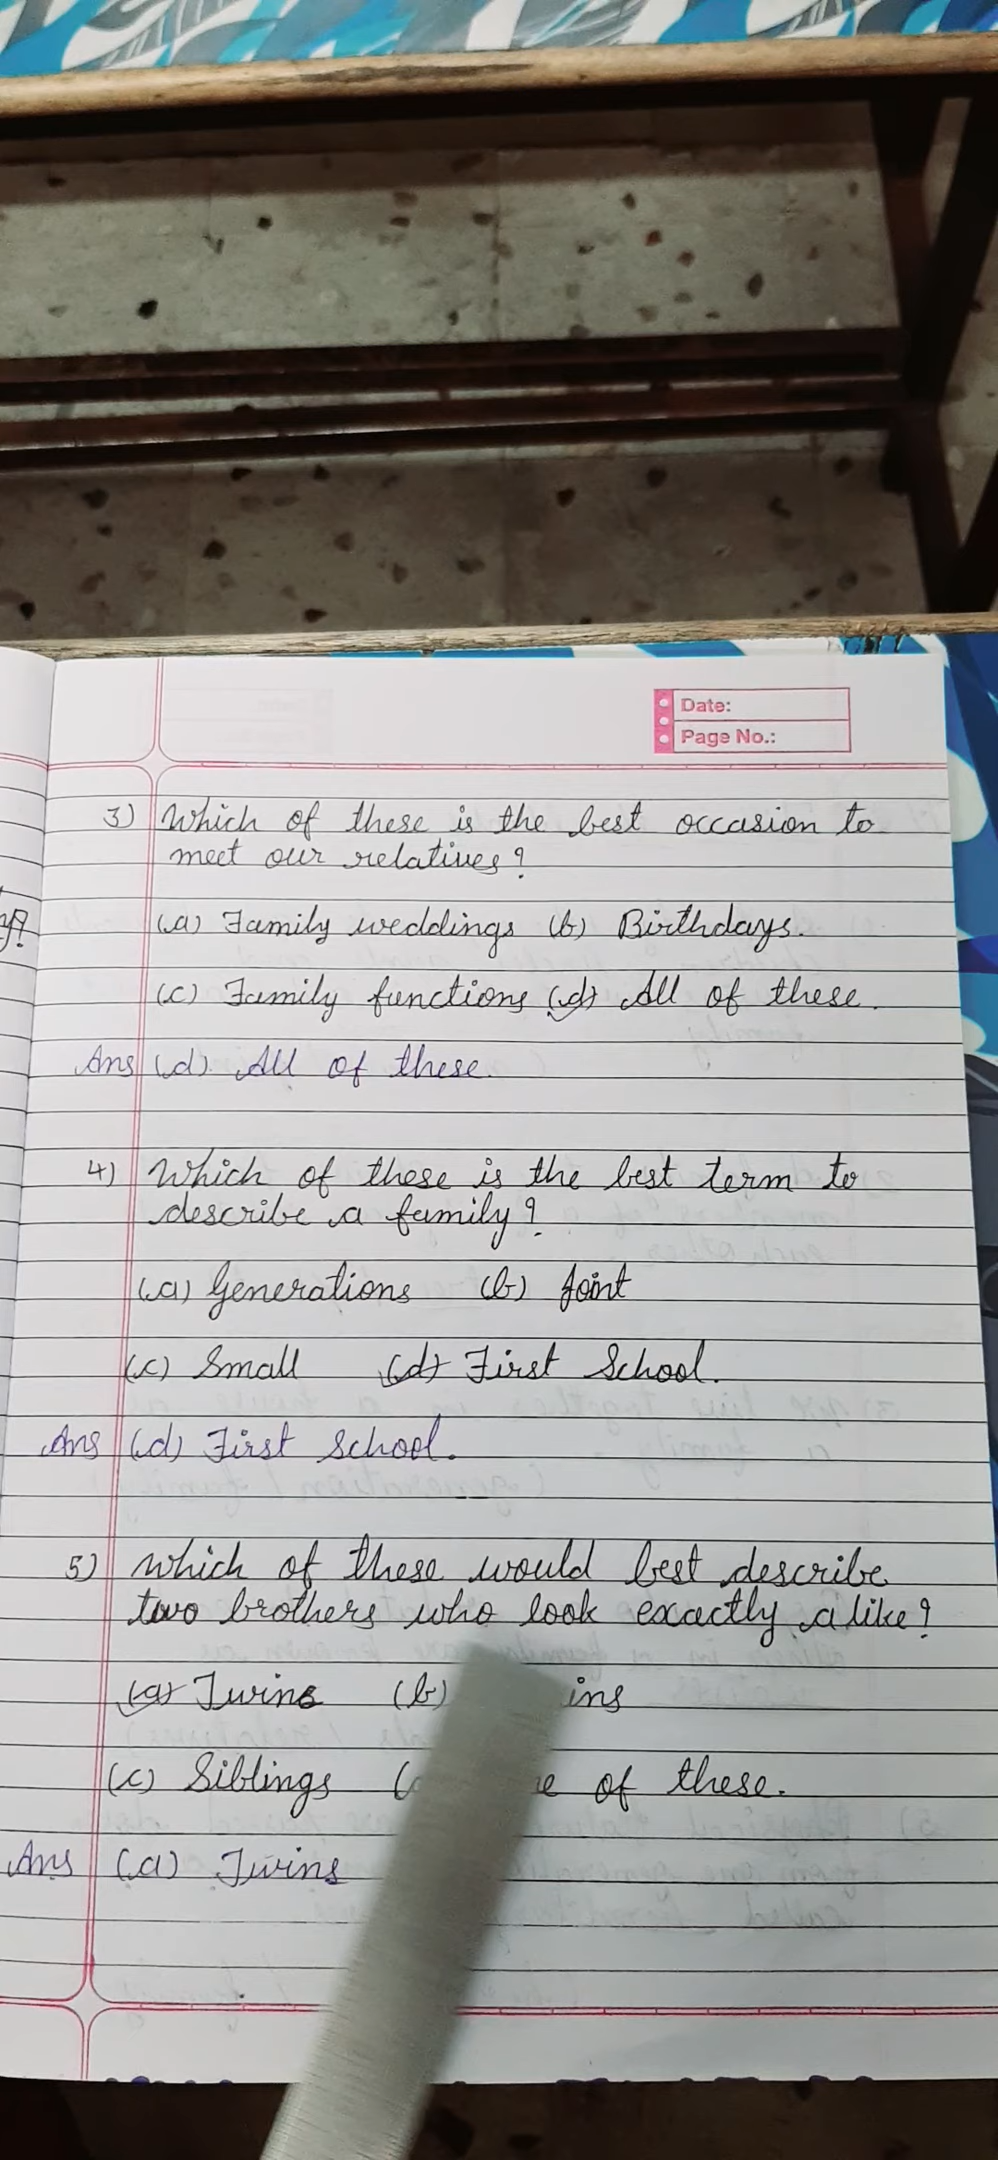 Date:
Page No.:
3) Which of these is the best occasion to
meet our relatives?
(a) Family weddings (b) Birthdays.
(c) Family functions (d) All of these.
Ans (d) All of these.
4) Which of these is the best term to
describe a family?
(a) Generations (b) Joint
(c) Small (d) First School.
Ans (d) First School.
5) Which of these would best describe
two brothers who look exactly alike?
(a) Twins (b)
(c) Siblings of these.
Ans (a) Twins